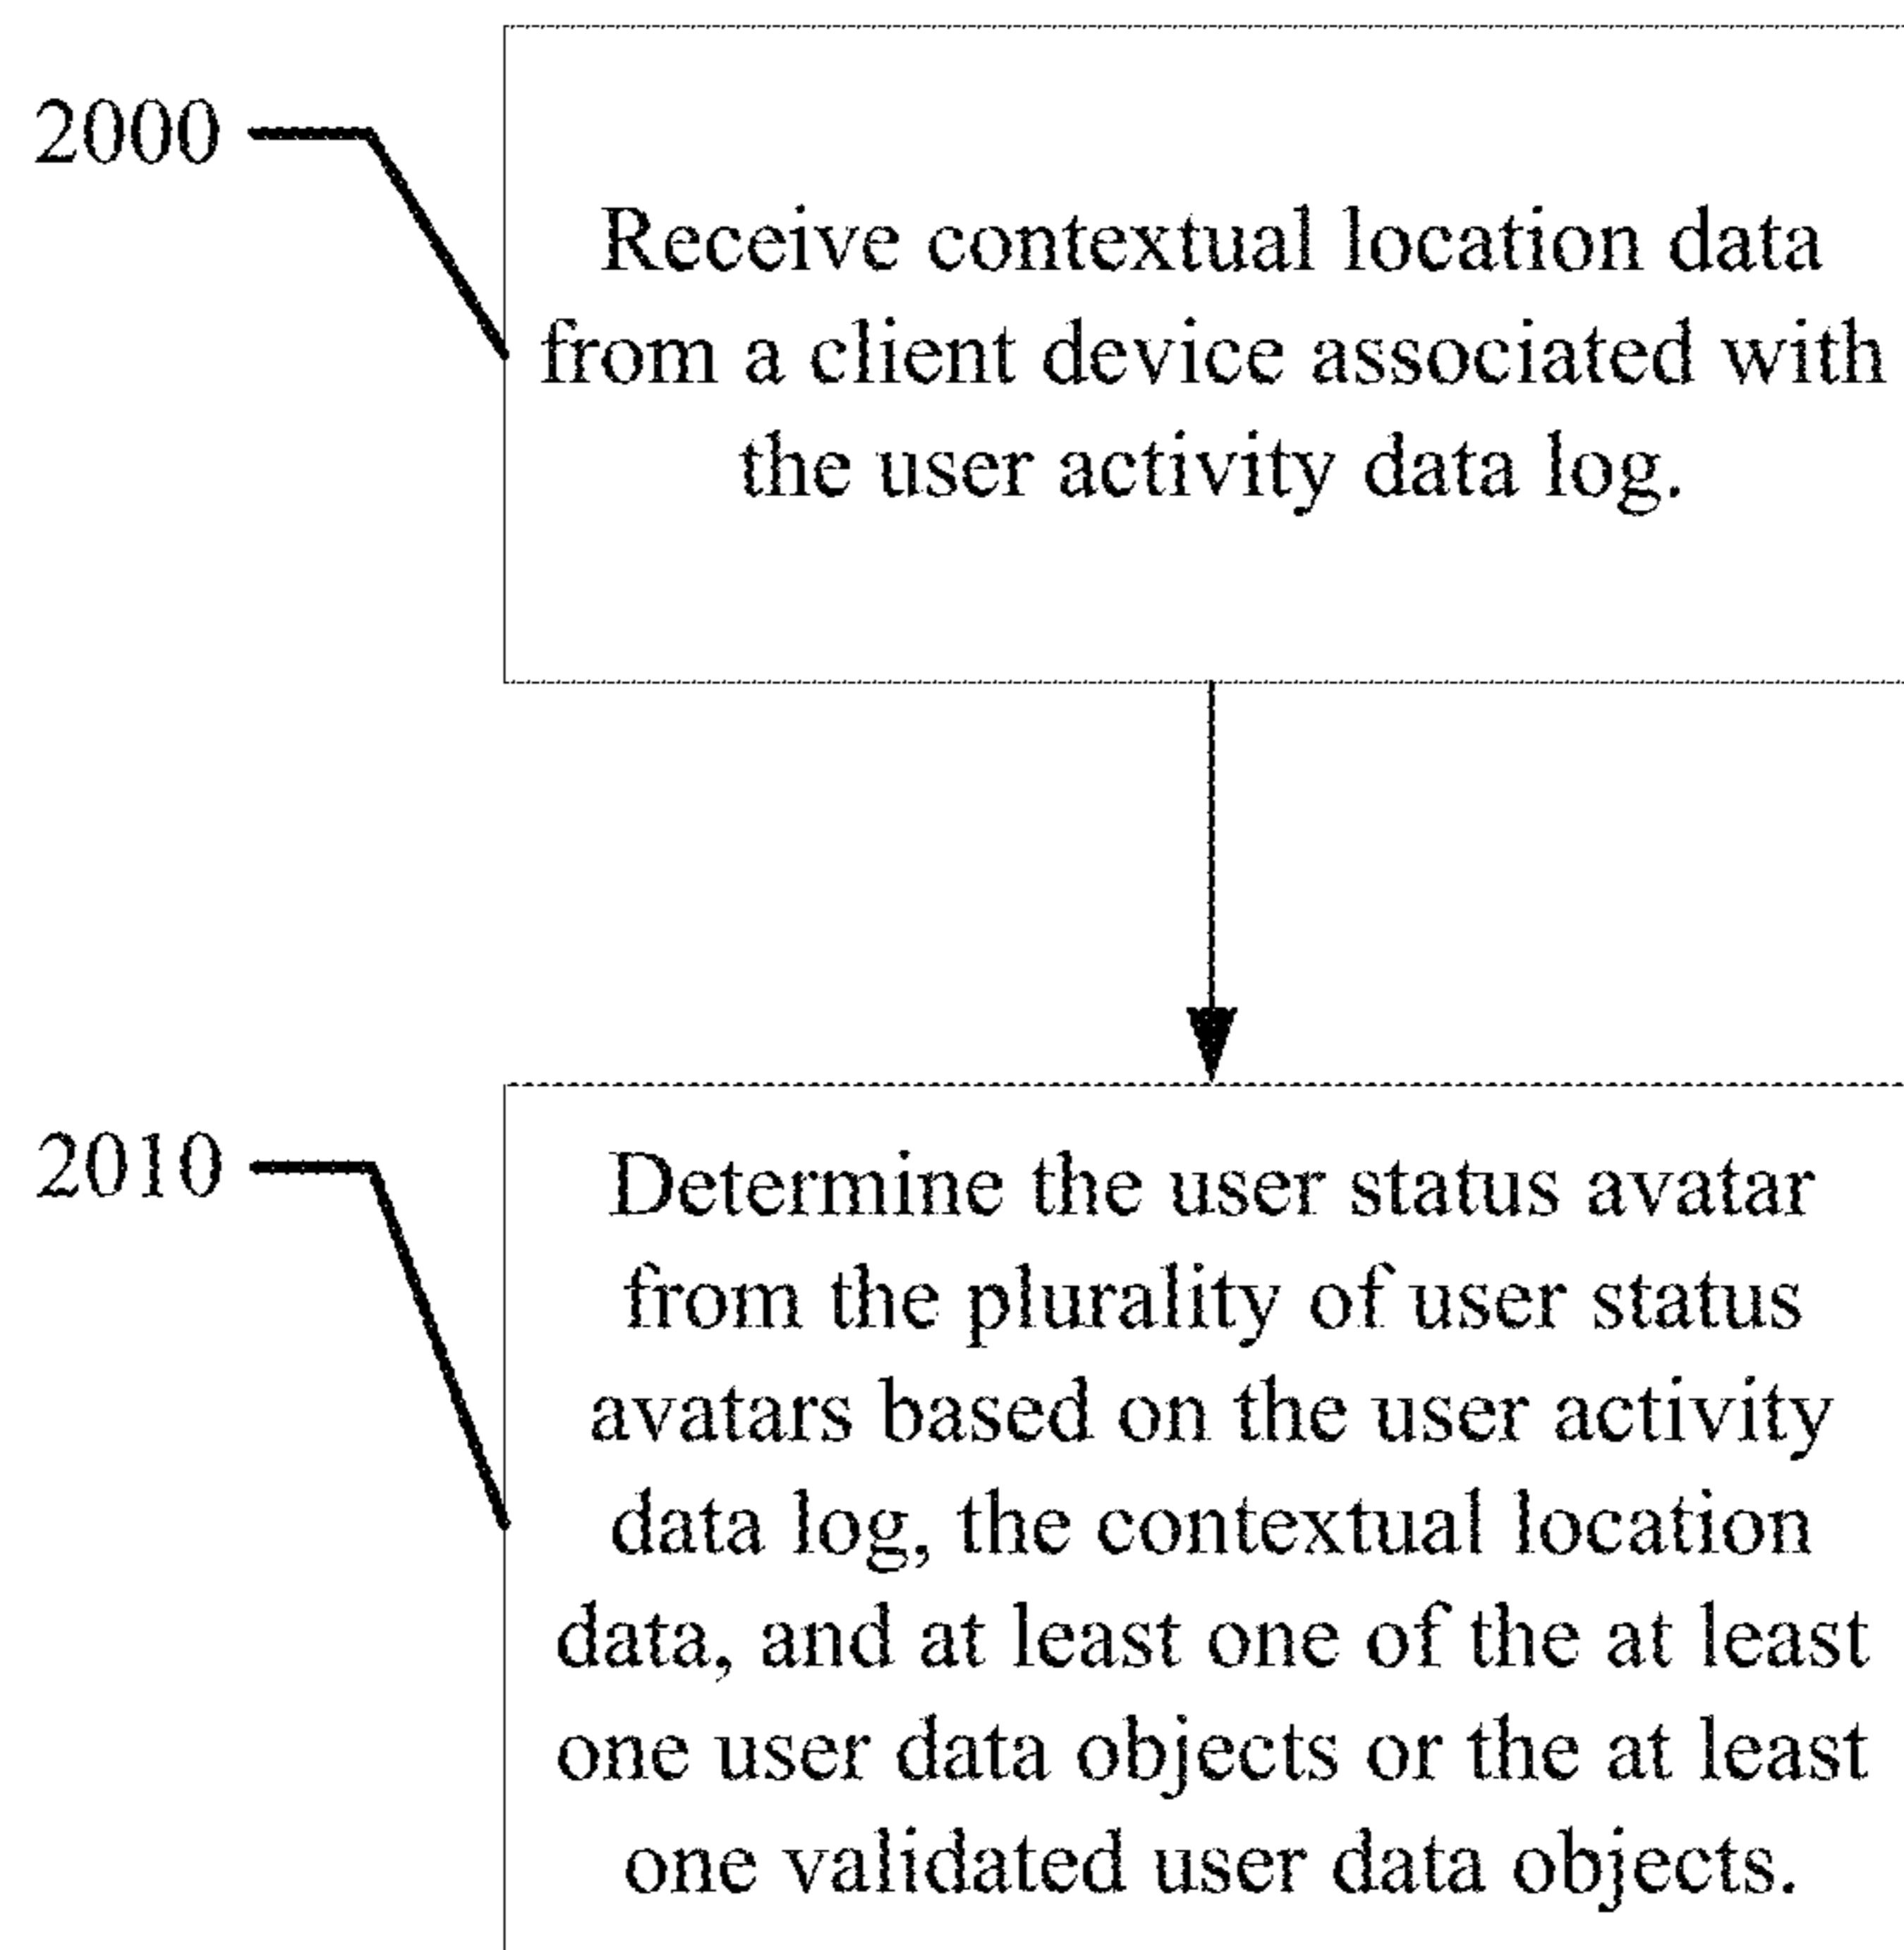 2000
Receive contextual location data
from a client device associated with
the user activity data log.
2010
Determine the user status avatar
from the plurality of user status
avatars based on the user activity
data log, the contextual location
data, and at least one of the at least
one user data objects or the at least
one validated user data objects.